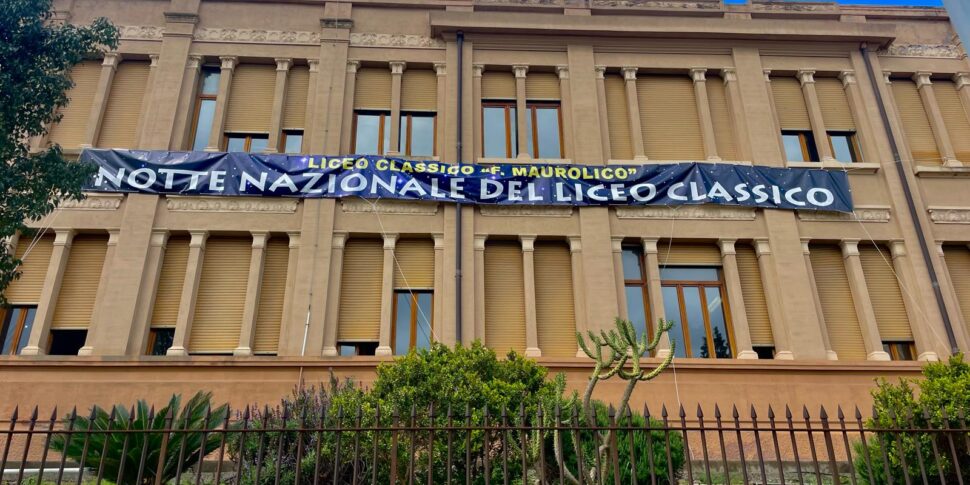 LICEO CLASSICO "F. MAUROLICO"
NOTTE NAZIONALE DEL LICEO CLASSICO